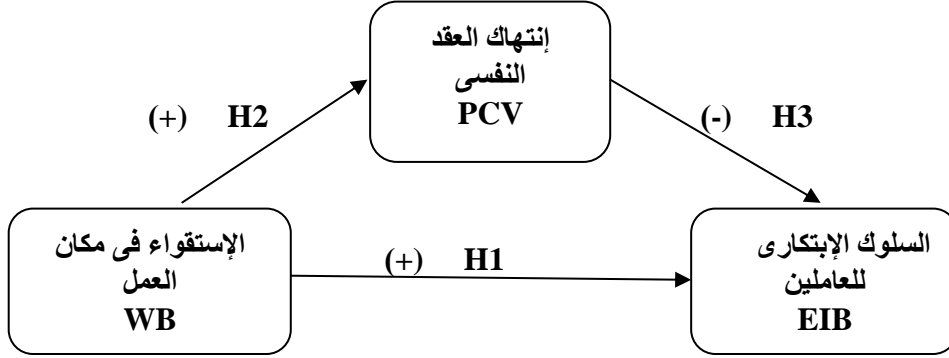 إنتهاك العقد
النفسى
PCV
(+) H2
(-) H3
الإستقواء فى مكان
العمل
WB
(+) H1
السلوك الإبتكارى
للعاملين
EIB